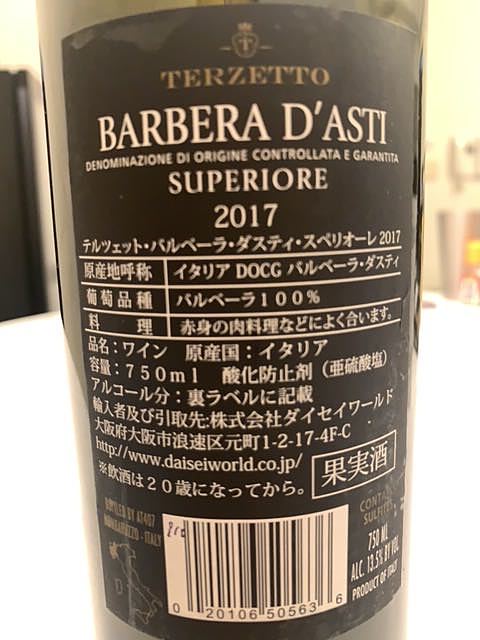 TERZETTO
BARBERA D'ASTI
DENOMINAZIONE DI ORIGINE CONTROLLATA E GARANTITA
SUPERIORE
2017
テルツェット・バルベーラ・ダスティ・スペリオーレ 2017
原産地呼称 イタリア DOCG バルベーラ・ダスティ
葡萄品種 バルベーラ100%
料理 赤身の肉料理などによく合います。
品名：ワイン 原産国：イタリア
容量：750ml 酸化防止剤（亜硫酸塩）
アルコール分：裏ラベルに記載
輸入者及び引取先:株式会社ダイセイワールド
大阪府大阪市浪速区元町1-2-17-4F-C
http://www.daiseiworld.co.jp/
※飲酒は20歳になってから。
果実酒
BOTTLED BY AT407
- ITALY
CONTAINS
SULFITES
750 ML
ALC. 13.5% BY VOL
PRODUCT OF ITALY
0 20106 50563 6